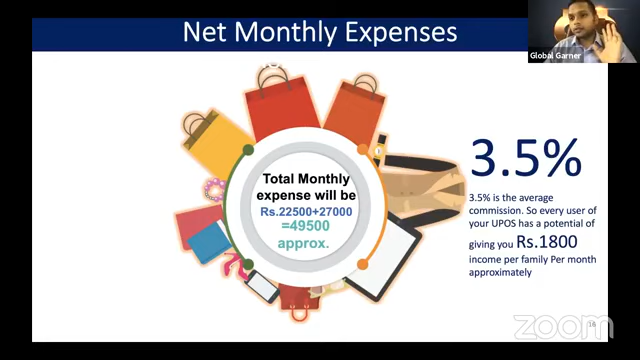 Net Monthly Expenses
Global Garner
Total Monthly
expense will be
Rs.22500+27000
=49500
approx.
3.5%
3.5% is the average
commission. So every user of
your UPOS has a potential of
giving you Rs.1800
income per family Per month
approximately
16
zoom